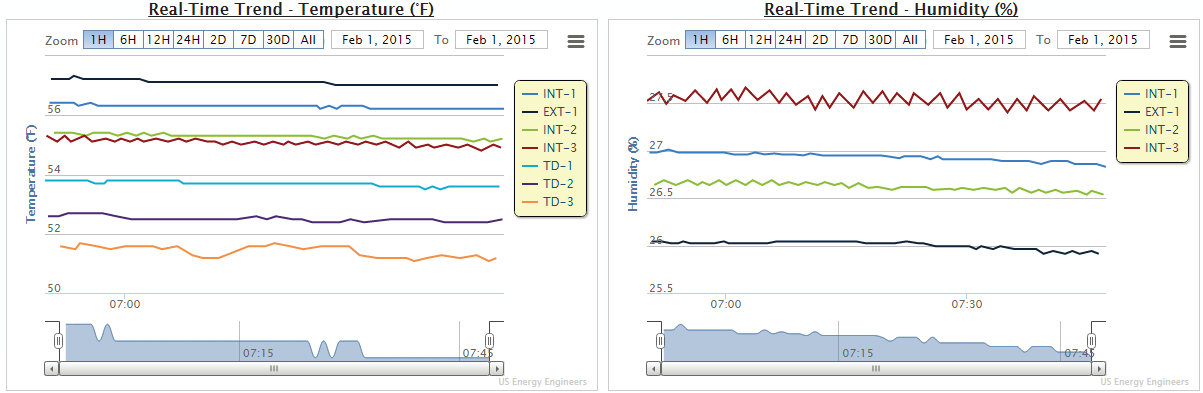 Real-Time Trend - Temperature (°F)
Zoom 1H 6H 12H 24H 2D 7D 30D All Feb 1, 2015 To Feb 1, 2015
Temperature (°F)
56
54
52
50
07:00
INT-1
EXT-1
INT-2
INT-3
TD-1
TD-2
TD-3
07:15
07:45
US Energy Engineers
Real-Time Trend - Humidity (%)
Zoom 1H 6H 12H 24H 2D 7D 30D All Feb 1, 2015 To Feb 1, 2015
Humidity (%)
27.5
27
26.5
26
25.5
07:00
07:30
INT-1
EXT-1
INT-2
INT-3
07:15
07:45
US Energy Engineers